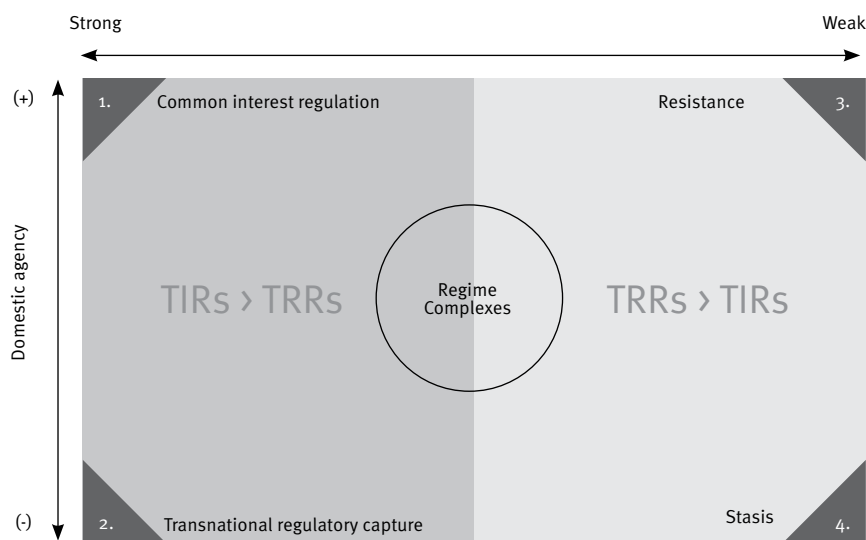 Strong Weak
(+)
1. Common interest regulation Resistance 3.
Domestic agency
TIRs > TRRs
Regime
Complexes
TRRs > TIRs
(-)
2. Transnational regulatory capture Stasis 4.